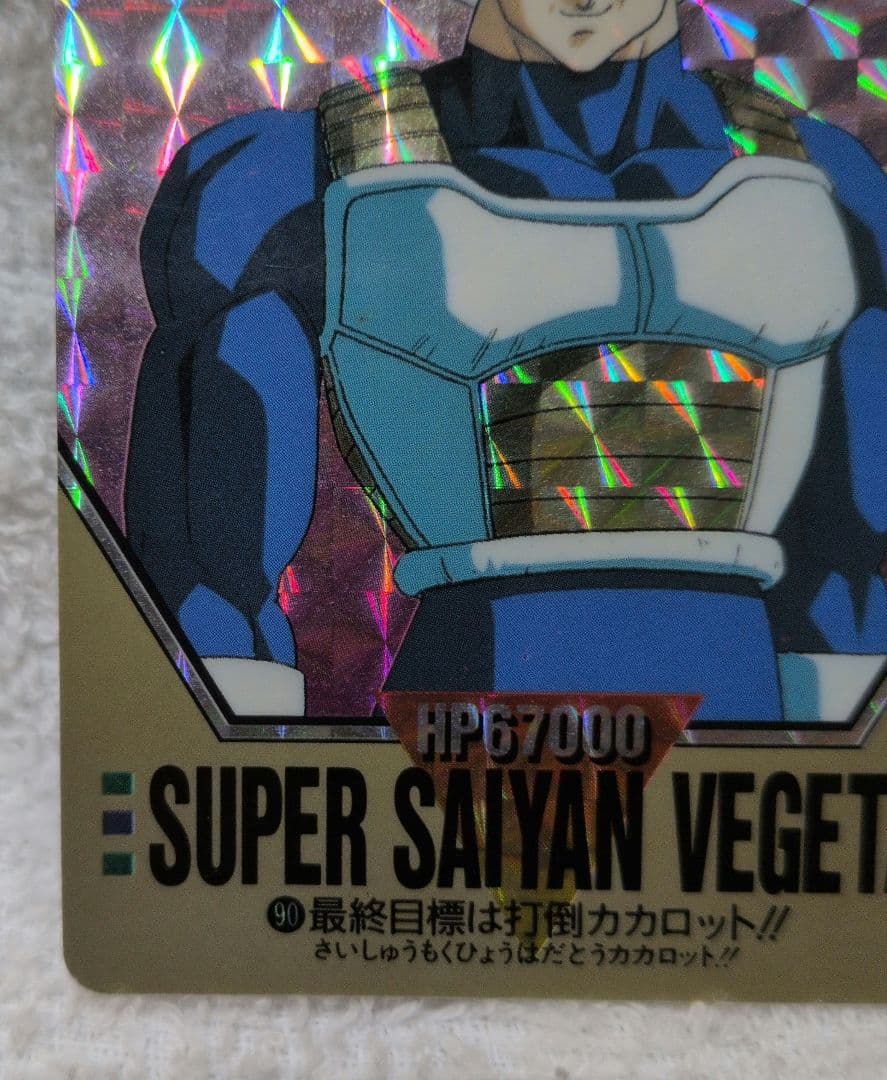 HP67000
SUPER SAIYAN VEGET
90 最終目標は打倒カカロット!!
さいしゅうもくひょうはだとうカカロット!!